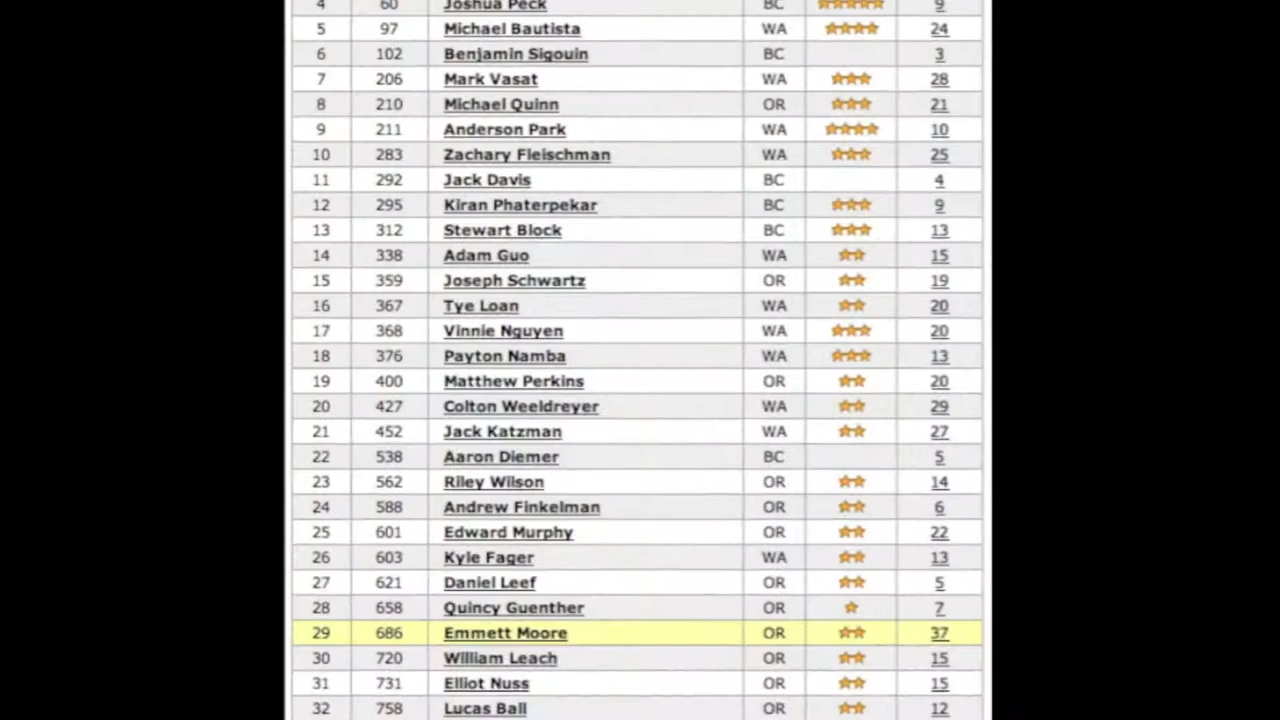 4 60 Joshua Peck BC 9
5 97 Michael Bautista WA 24
6 102 Benjamin Sigouin BC 3
7 206 Mark Vasat WA 28
8 210 Michael Quinn OR 21
9 211 Anderson Park WA 10
10 283 Zachary Fleischman WA 25
11 292 Jack Davis BC 4
12 295 Kiran Phaterpekar BC 9
13 312 Stewart Block BC 13
14 338 Adam Guo WA 15
15 359 Joseph Schwartz OR 19
16 367 Tye Loan WA 20
17 368 Vinnie Nguyen WA 20
18 376 Payton Namba WA 13
19 400 Matthew Perkins OR 20
20 427 Colton Weeldreyer WA 29
21 452 Jack Katzman WA 27
22 538 Aaron Diemer BC 5
23 562 Riley Wilson OR 14
24 588 Andrew Finkelman OR 6
25 601 Edward Murphy OR 22
26 603 Kyle Fager WA 13
27 621 Daniel Leef OR 5
28 658 Quincy Guenther OR 7
29 686 Emmett Moore OR 37
30 720 William Leach OR 15
31 731 Elliot Nuss OR 15
32 758 Lucas Ball OR 12